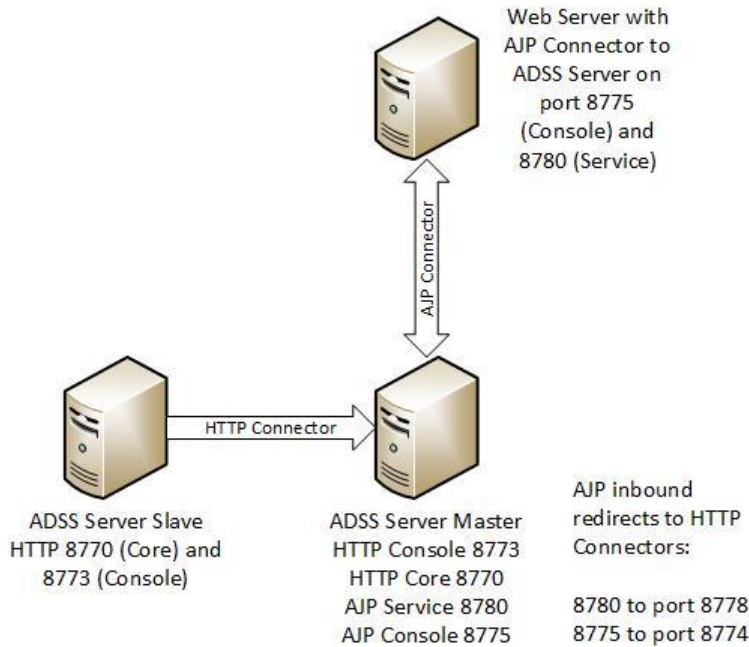 Web Server with
AJP Connector to
ADSS Server on
port 8775
(Console) and
8780 (Service)
AJP Connector
HTTP Connector
ADSS Server Slave
HTTP 8770 (Core) and
8773 (Console)
ADSS Server Master
HTTP Console 8773
HTTP Core 8770
AJP Service 8780
AJP Console 8775
AJP inbound
redirects to HTTP
Connectors:
8780 to port 8778
8775 to port 8774